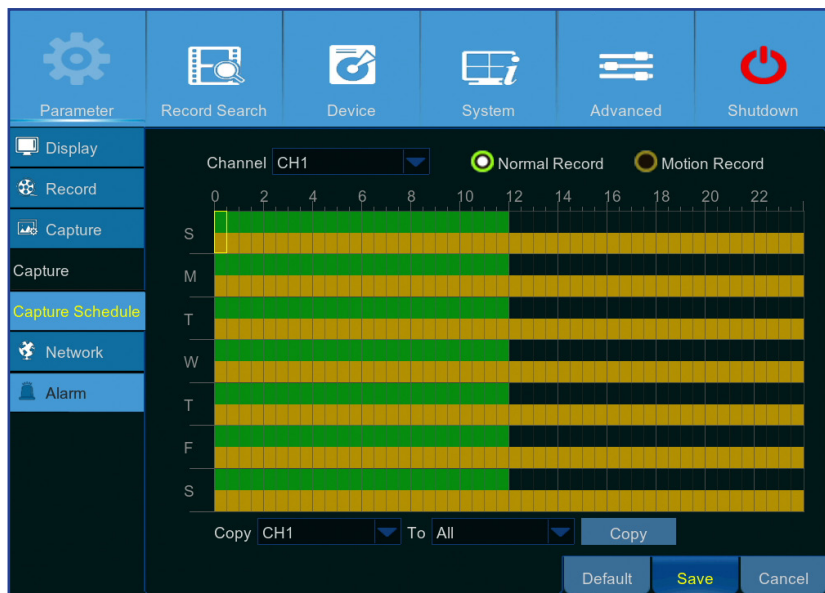 Parameter Record Search Device System Advanced Shutdown
Display
Record
Capture
Capture
Capture Schedule
Network
Alarm
Channel CH1 Normal Record Motion Record
0 2 4 6 8 10 12 14 16 18 20 22
S
M
T
W
T
F
S
Copy CH1 To All Copy
Default Save Cancel